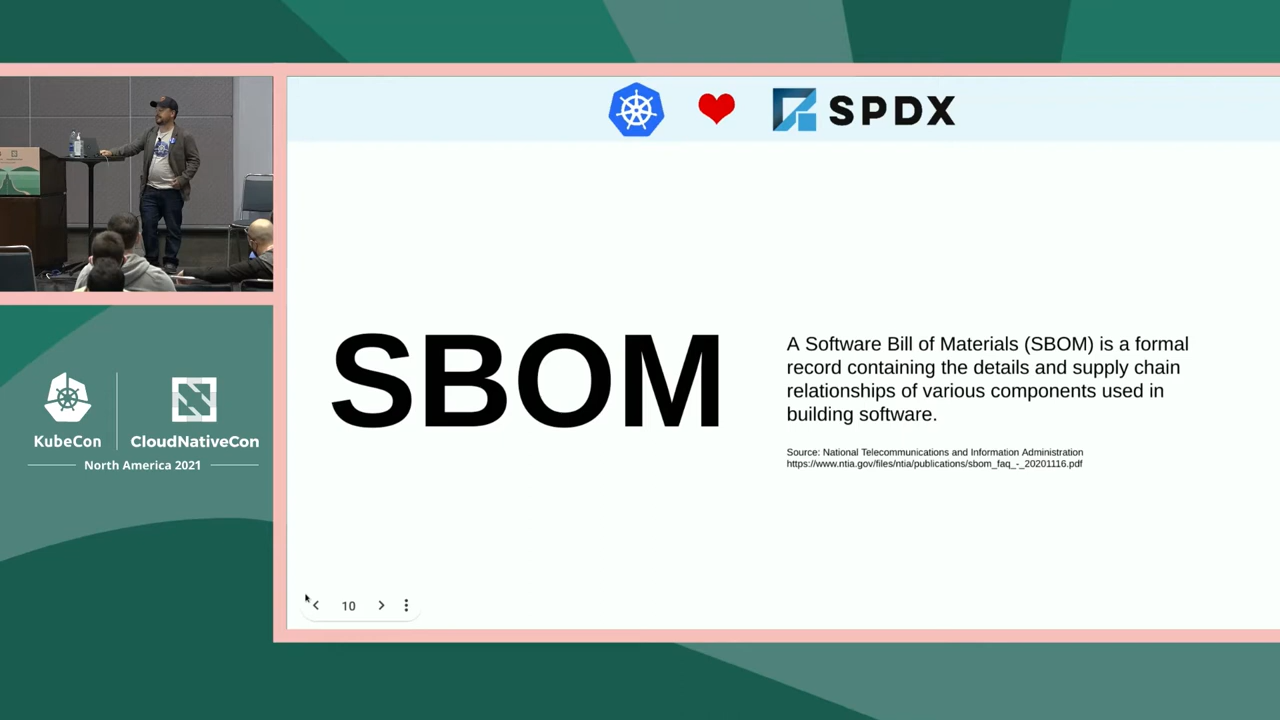 SPDX
SBOM
A Software Bill of Materials (SBOM) is a formal
record containing the details and supply chain
relationships of various components used in
building software.
Source: National Telecommunications and Information Administration
https://www.ntia.gov/files/ntia/publications/sbom_faq_-_20201116.pdf
10
KubeCon
CloudNativeCon
North America 2021